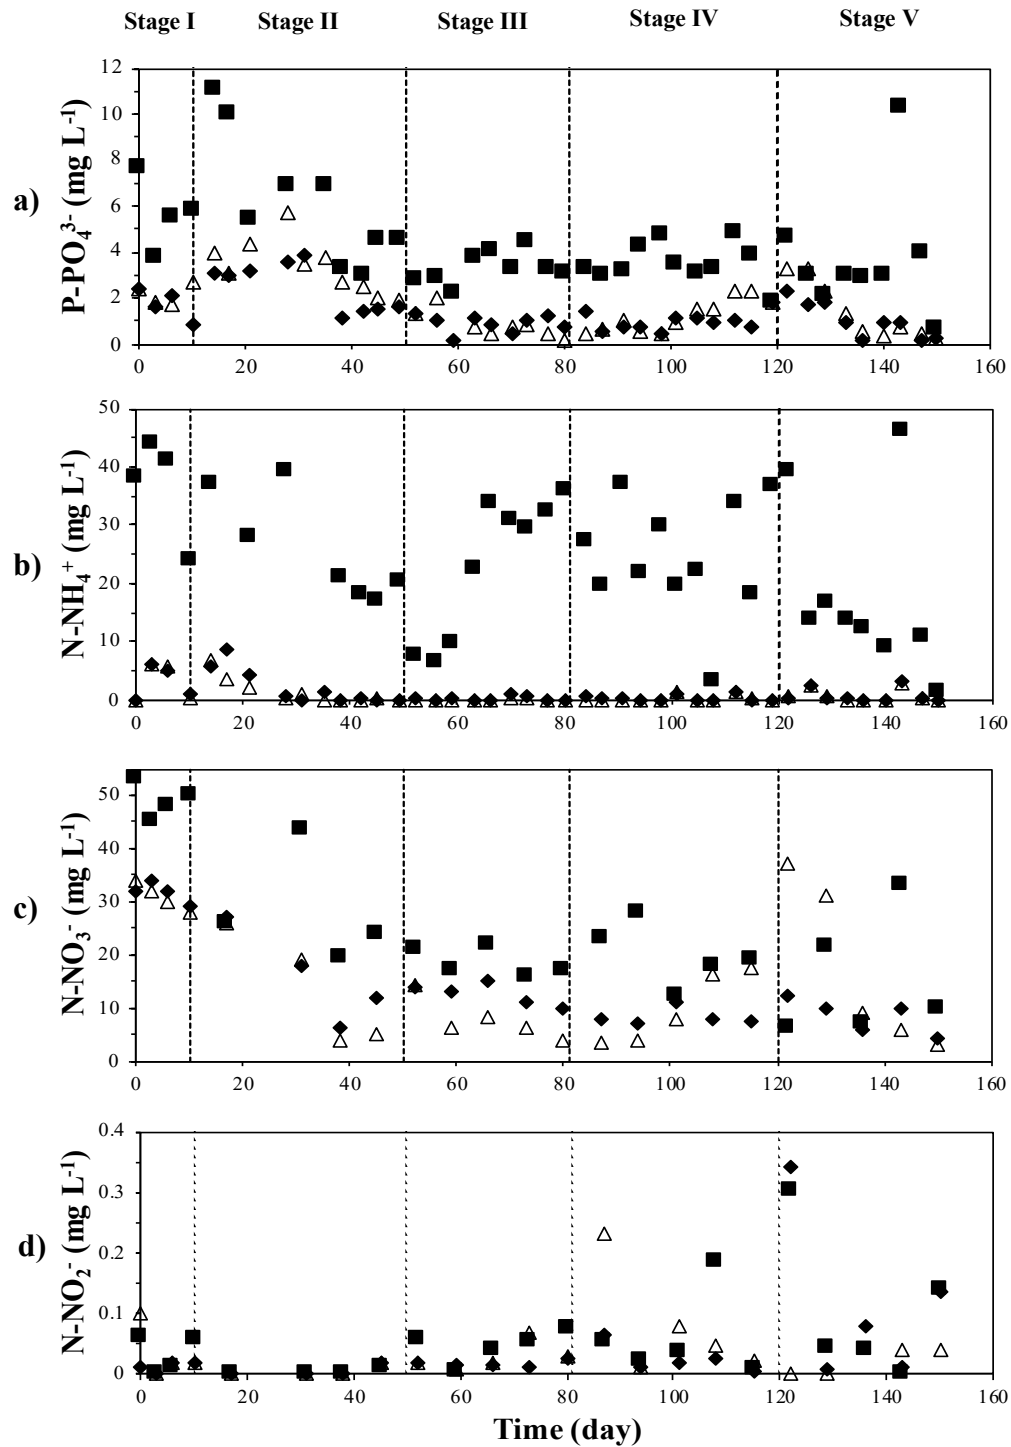 Stage I Stage II Stage III Stage IV Stage V
a)
P-PO₄³⁻ (mg L⁻¹)
12
10
8
6
4
2
0
0 20 40 60 80 100 120 140 160
b)
N-NH₄⁺ (mg L⁻¹)
50
40
30
20
10
0
0 20 40 60 80 100 120 140 160
c)
N-NO₃⁻ (mg L⁻¹)
50
40
30
20
10
0
0 20 40 60 80 100 120 140 160
d)
N-NO₂⁻ (mg L⁻¹)
0.4
0.3
0.2
0.1
0
0 20 40 60 80 100 120 140 160
Time (day)